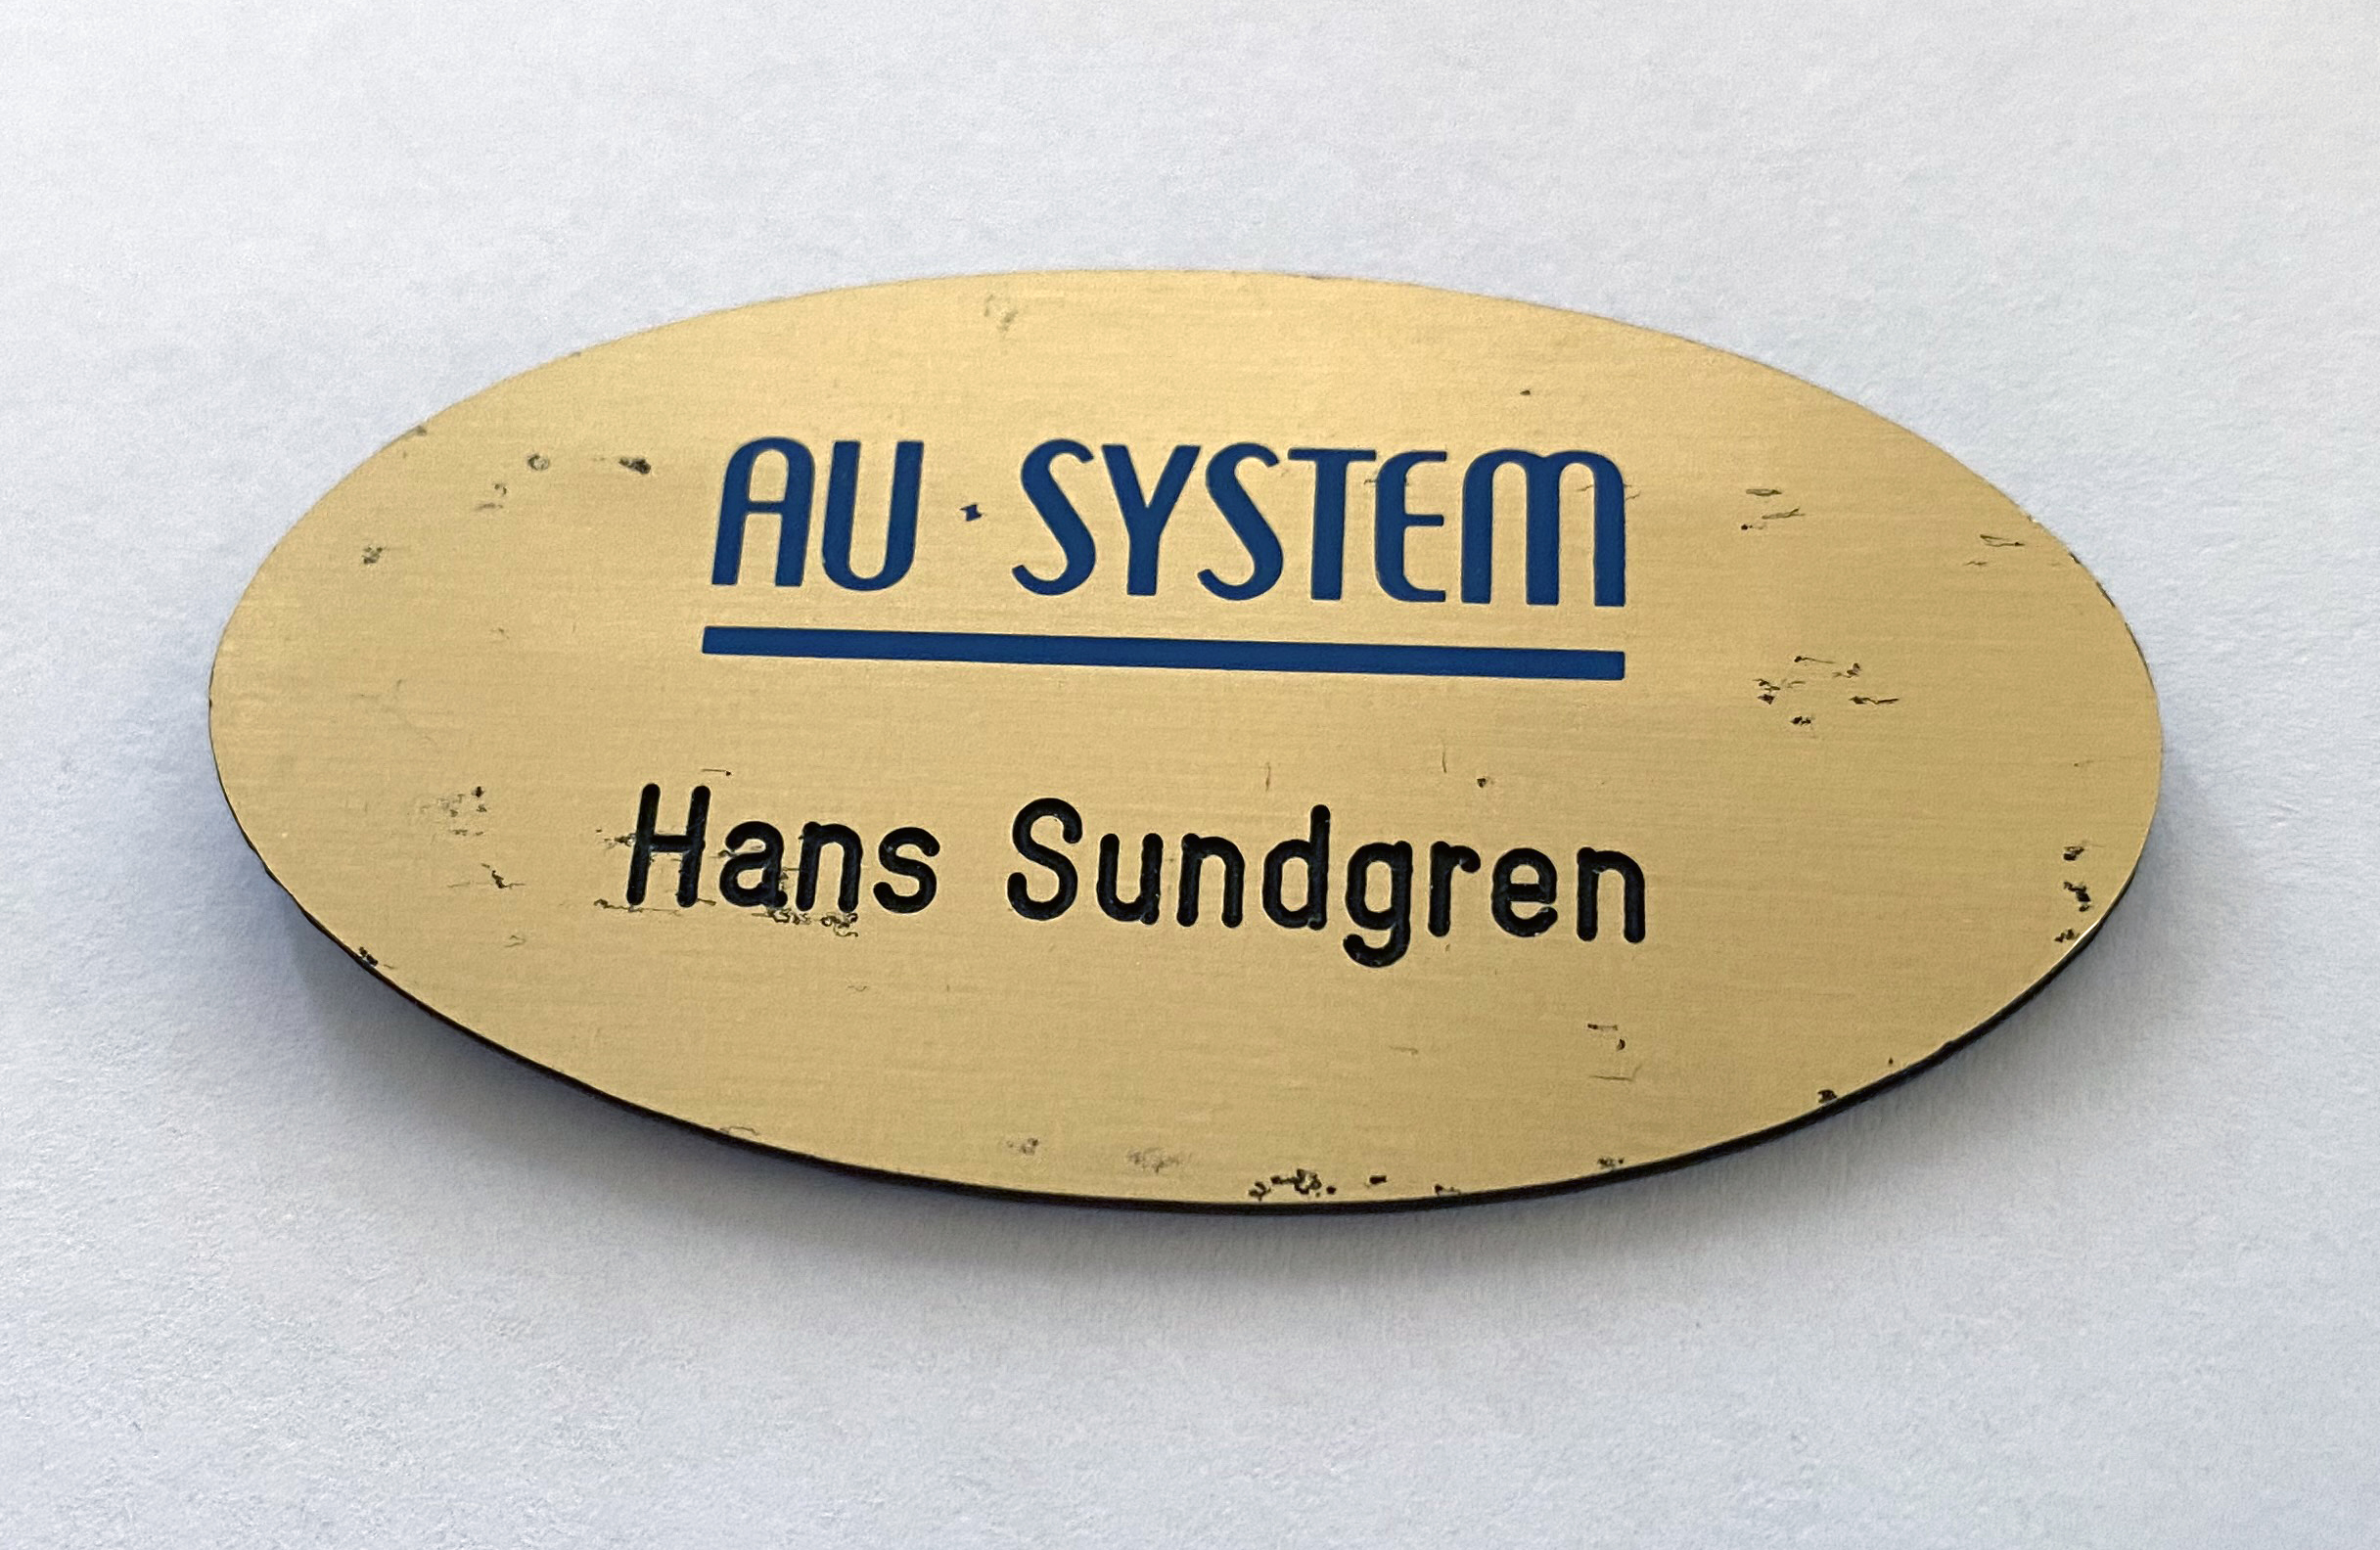 AU · SYSTEM
Hans Sundgren